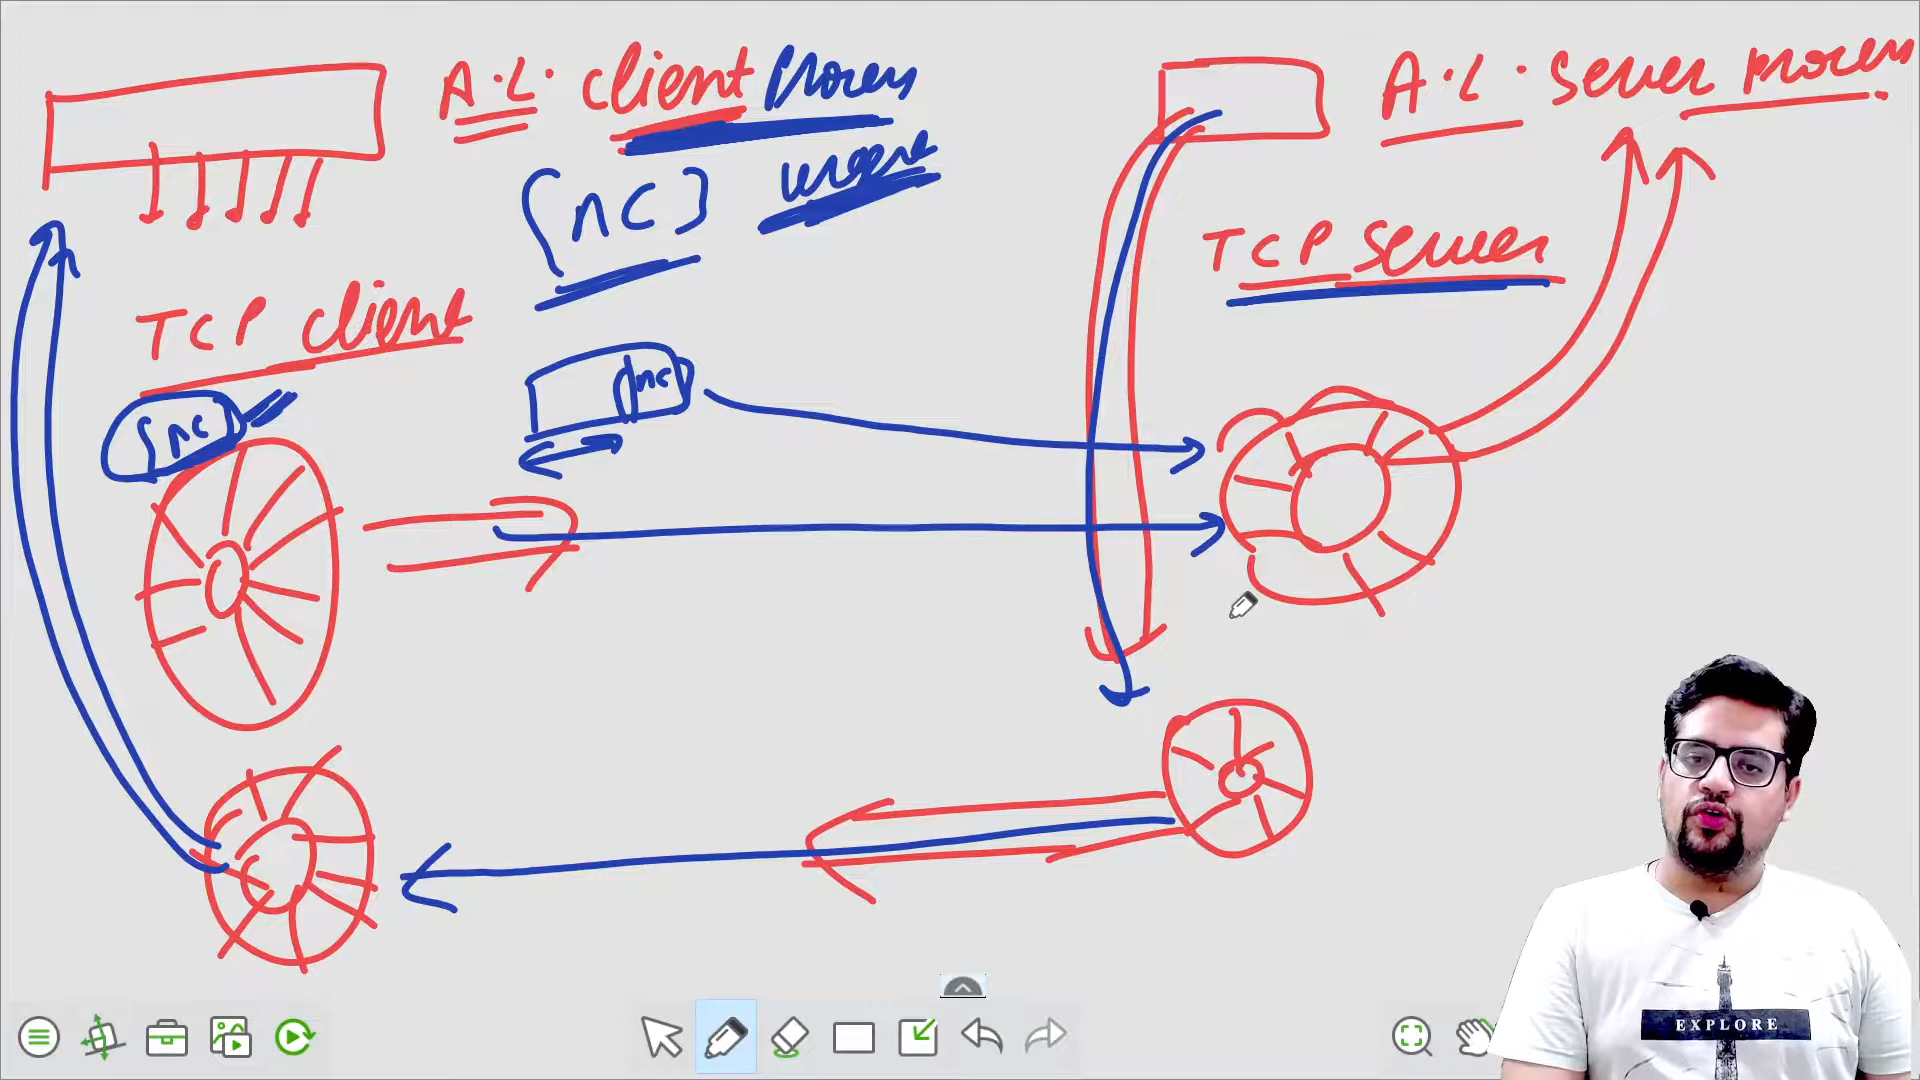 A.L. client Process
A.L. Server Process
[nc]
urgent
TCP Server
TCP client
nc
nc
EXPLORE